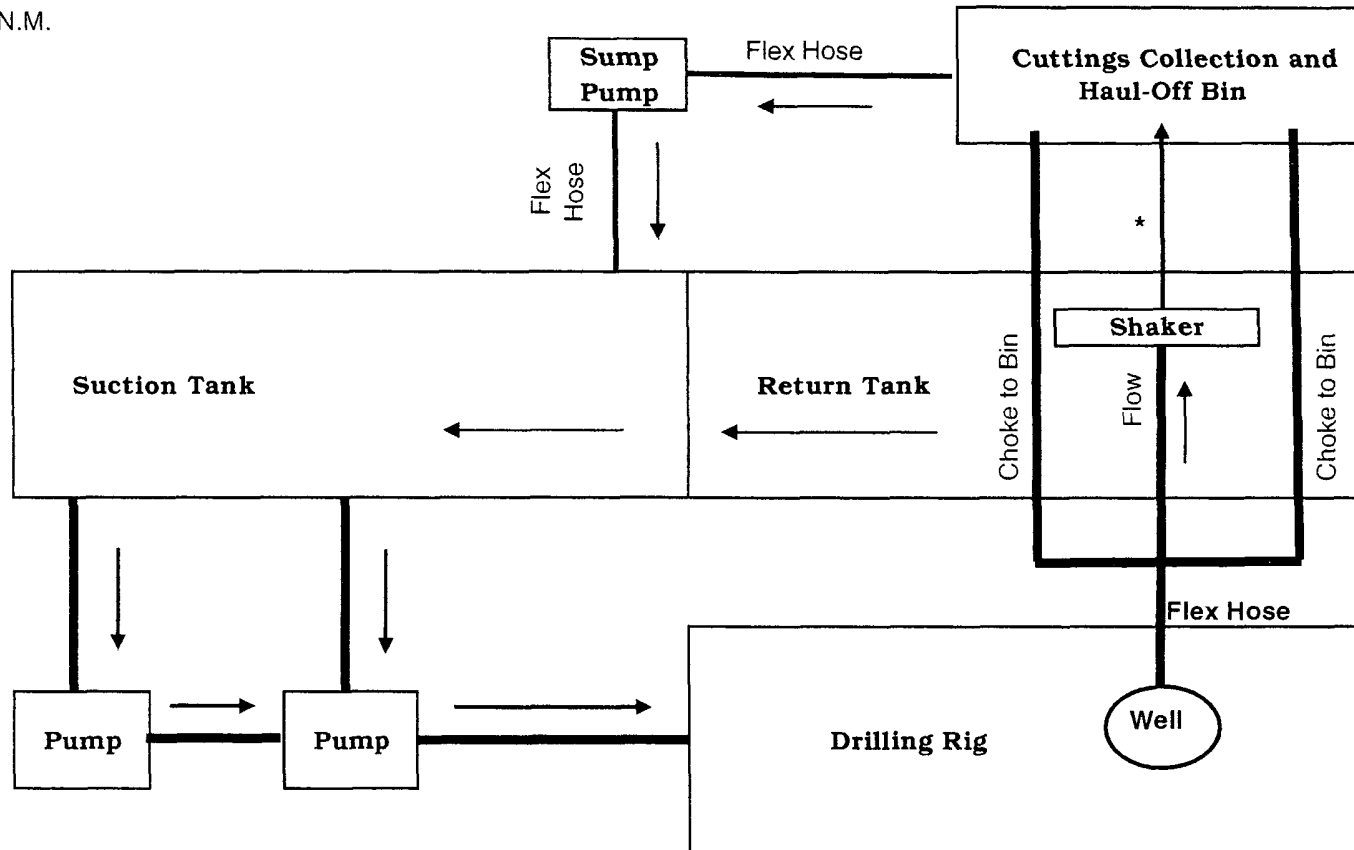 N.M.
Sump
Pump
Flex Hose
Cuttings Collection and
Haul-Off Bin
Flex
Hose
*
Suction Tank
Return Tank
Choke to Bin
Shaker
Flow
Choke to Bin
Flex Hose
Pump
Pump
Drilling Rig
Well